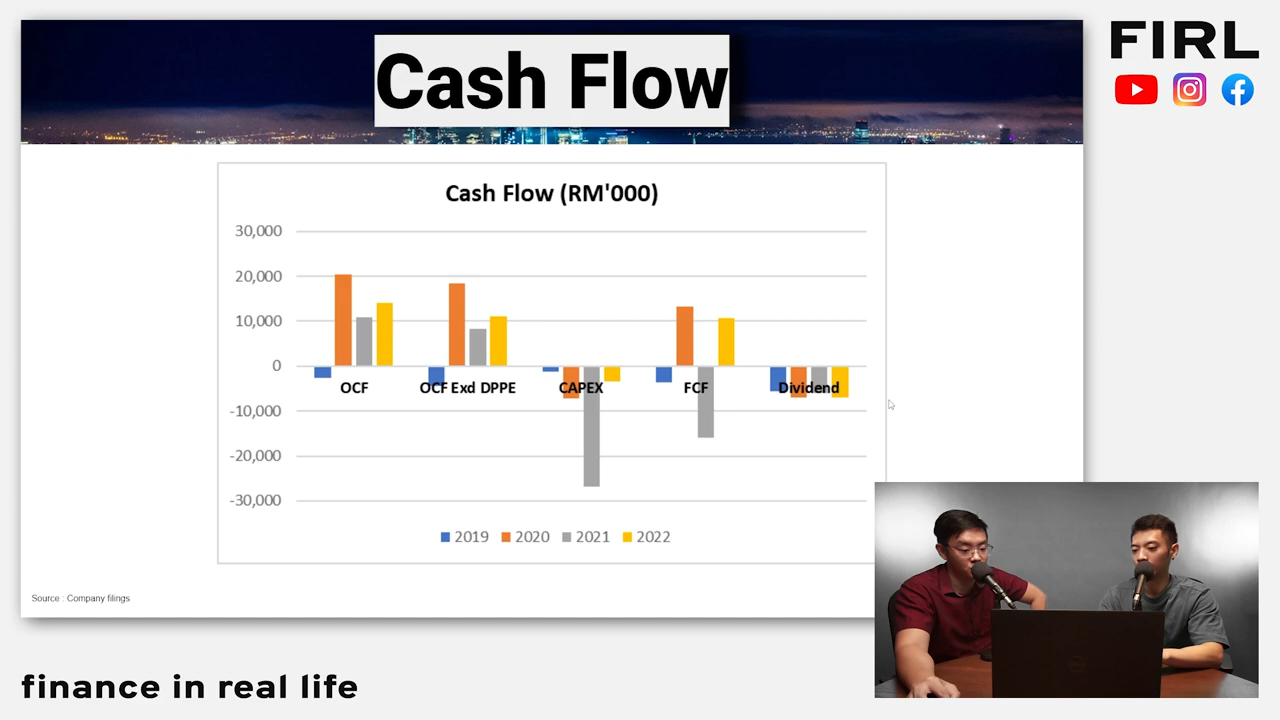 Cash Flow
FIRL
Cash Flow (RM'000)
30,000
20,000
10,000
0
-10,000
-20,000
-30,000
OCF OCF Exd DPPE CAPEX FCF Dividend
2019 2020 2021 2022
Source : Company filings
finance in real life